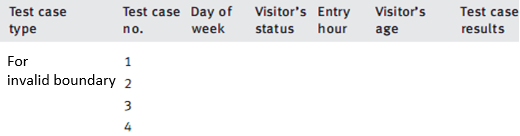 Test case type Test case no. Day of week Visitor's status Entry hour Visitor's age Test case results
For invalid boundary
1
2
3
4